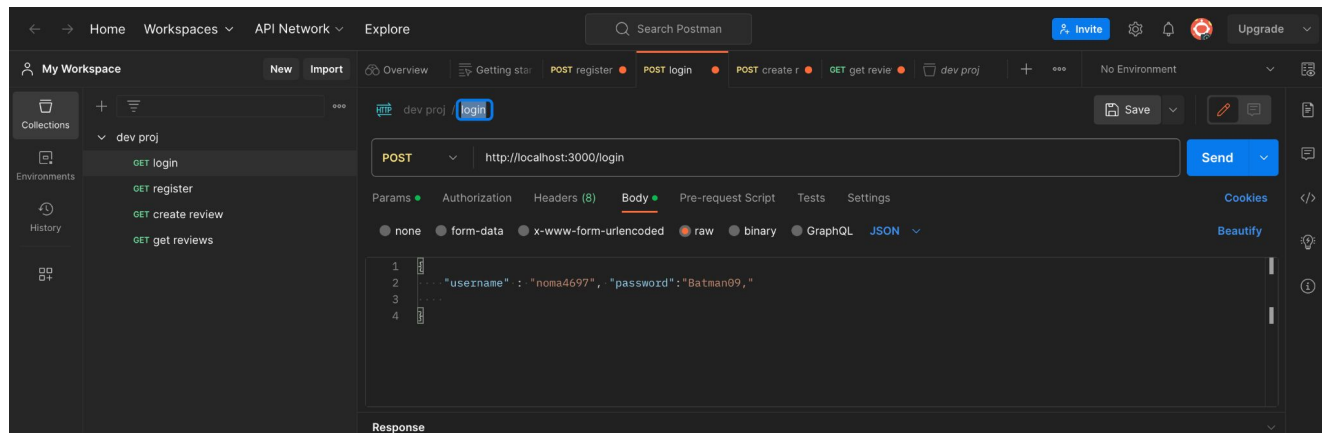 Home Workspaces API Network Explore Search Postman Invite Upgrade
My Workspace New Import Overview Getting star POST register POST login POST create r GET get revie dev proj No Environment
Collections
Environments
History
dev proj
GET login
GET register
GET create review
GET get reviews
HTTP dev proj / login Save
POST http://localhost:3000/login Send
Params Authorization Headers (8) Body Pre-request Script Tests Settings Cookies
none form-data x-www-form-urlencoded raw binary GraphQL JSON Beautify
1 {
2 "username" : "noma4697", "password":"Batman09,"
3
4 }
Response